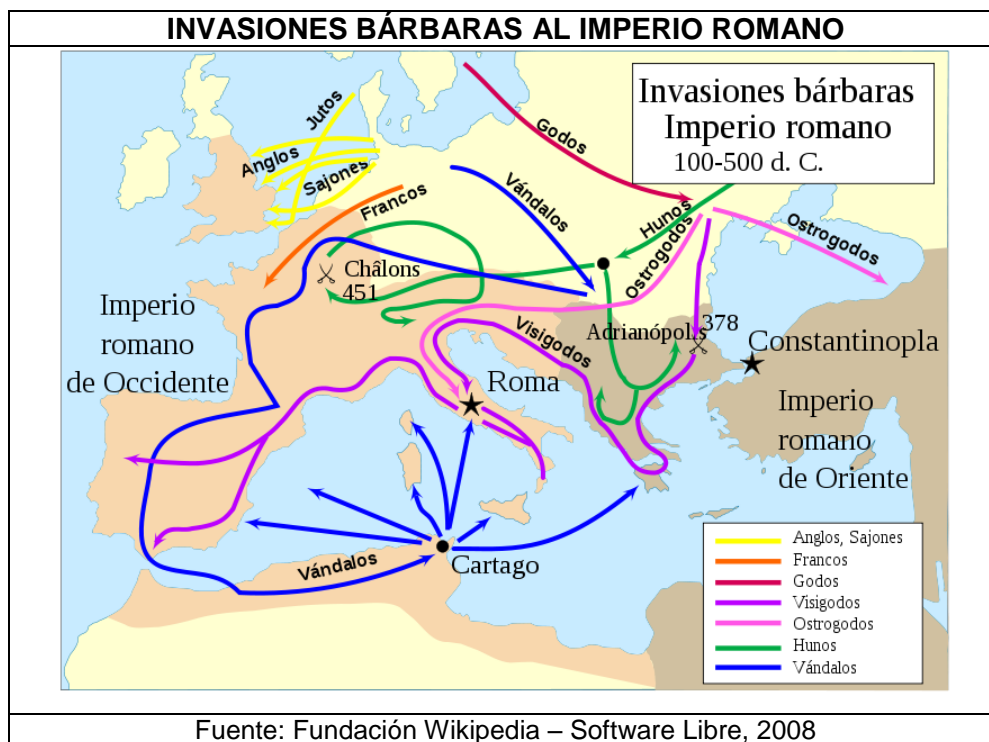 INVASIONES BÁRBARAS AL IMPERIO ROMANO
Invasiones bárbaras
Imperio romano
100-500 d. C.
Jutos
Anglos
Sajones
Godos
Francos
Vándalos
Hunos
Ostrogodos
Ostrogodos
Châlons
451
Imperio
romano
de Occidente
Visigodos
Adrianópolis
378
Constantinopla
Roma
Imperio
romano
de Oriente
Vándalos
Cartago
Anglos, Sajones
Francos
Godos
Visigodos
Ostrogodos
Hunos
Vándalos
Fuente: Fundación Wikipedia – Software Libre, 2008